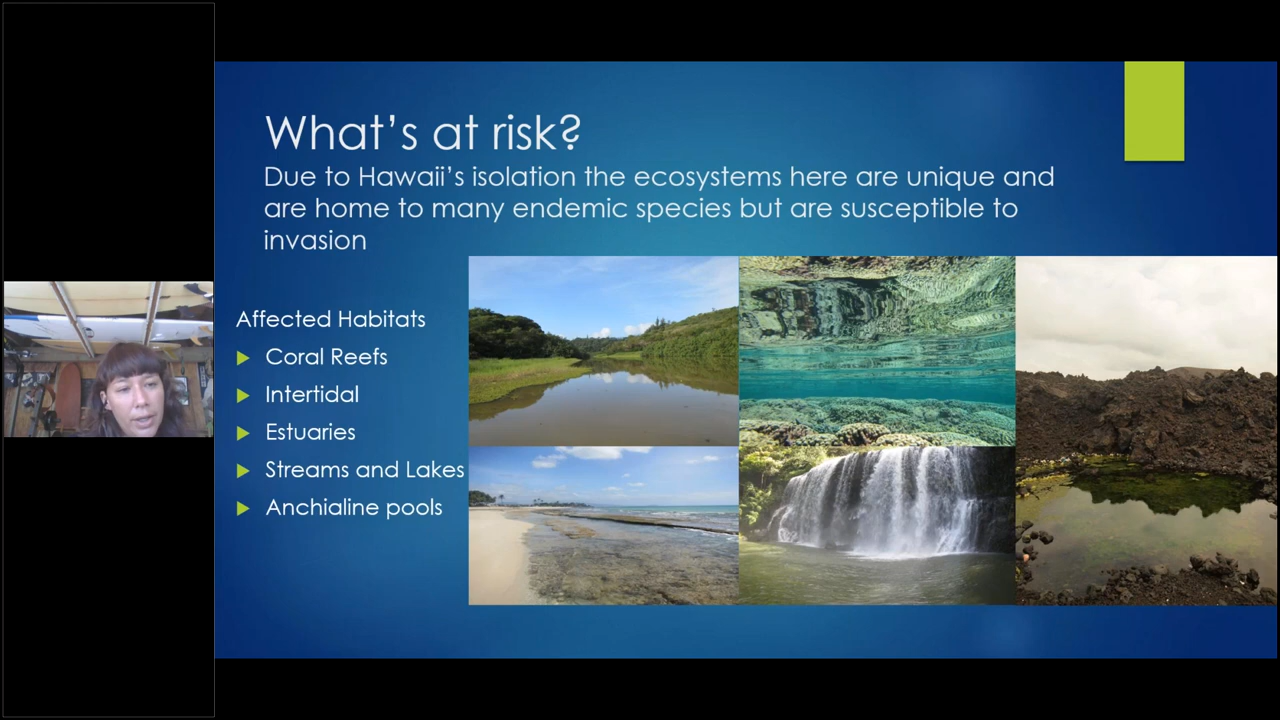 What's at risk?
Due to Hawaii's isolation the ecosystems here are unique and
are home to many endemic species but are susceptible to
invasion
Affected Habitats
Coral Reefs
Intertidal
Estuaries
Streams and Lakes
Anchialine pools